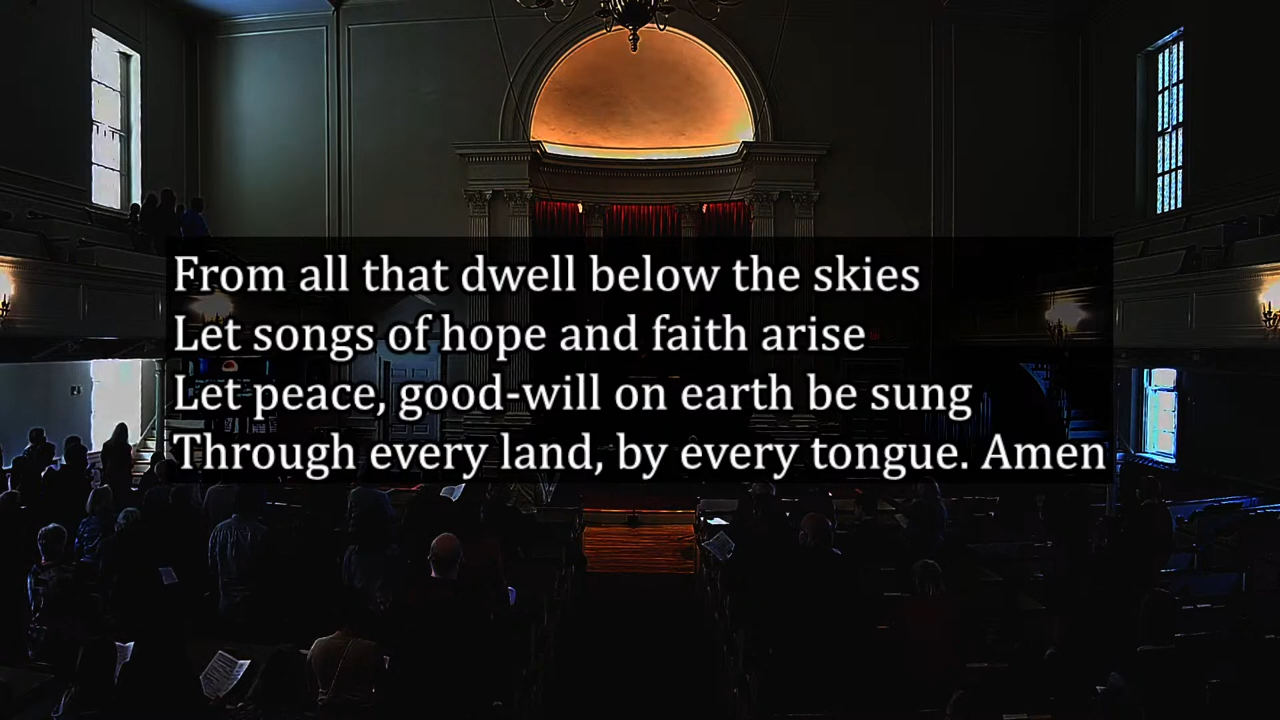 From all that dwell below the skies
Let songs of hope and faith arise
Let peace, good-will on earth be sung
Through every land, by every tongue. Amen